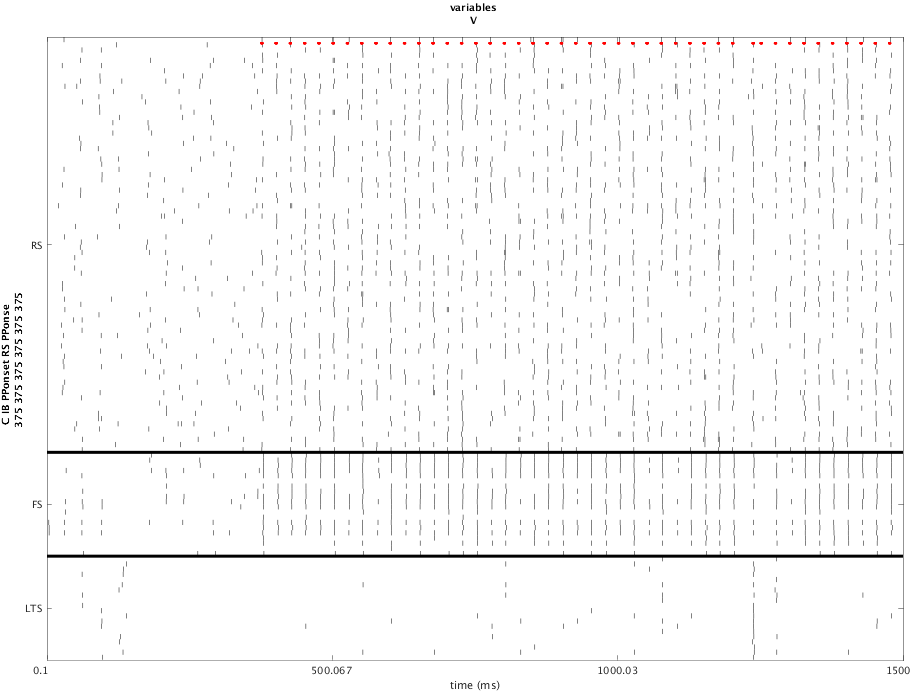 variables
V
C IB PPonset RS PPonse
375 375 375 375 375 375 375
RS
FS
LTS
0.1
500.067
1000.03
1500
time (ms)